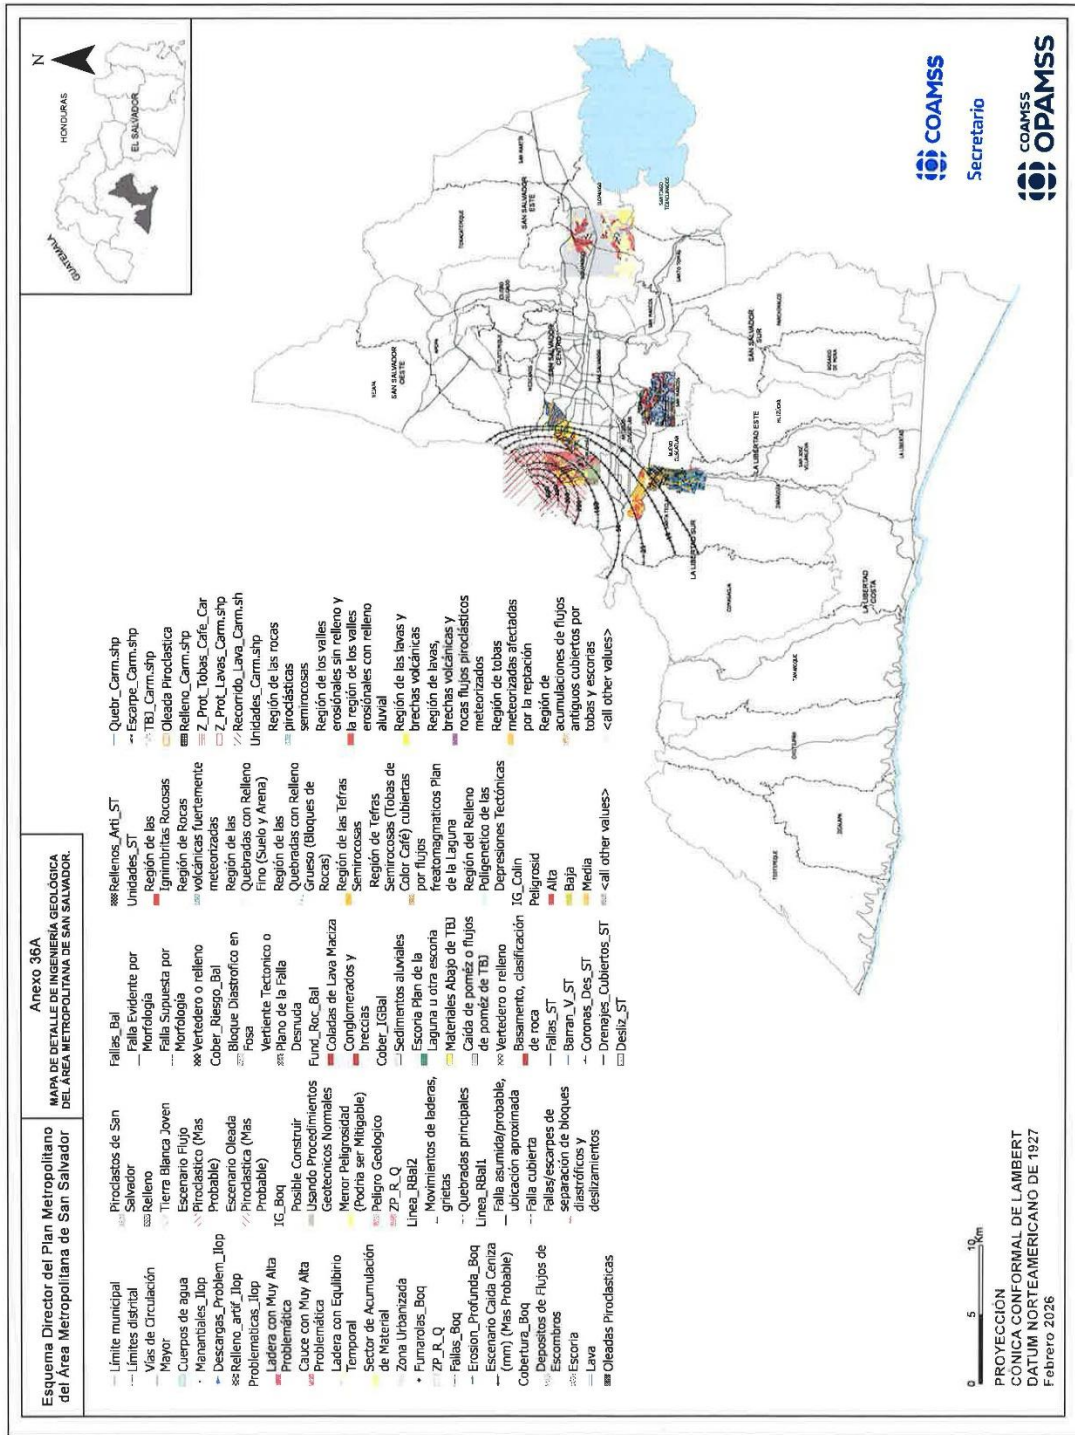 Esquema Director del Plan Metropolitano
del Área Metropolitana de San Salvador
Anexo 36A
MAPA DE DETALLE DE INGENIERÍA GEOLÓGICA
DEL ÁREA METROPOLITANA DE SAN SALVADOR.
Límite municipal
Límites distrital
Vías de Circulación
Mayor
Cuerpos de agua
Manantiales_Ilop
Descargas_Problem_Ilop
Relleno_artif_Ilop
Problematicas_Ilop
Ladera con Muy Alta
Problemática
Cauce con Muy Alta
Problemática
Ladera con Equlibrio
Temporal
Sector de Acumulación
de Material
Zona Urbanizada
Fumarolas_Boq
ZP_R_Q
Fallas_Boq
Erosion_Profunda_Boq
Escenario Caida Ceniza
(mm) (Mas Probable)
Cobertura_Boq
Depositos de Flujos de
Escombros
Escoria
Lava
Oleadas Piroclasticas
Piroclastos de San
Salvador
Relleno
Tierra Blanca Joven
Escenario Flujo
Piroclastico (Mas
Probable)
Escenario Oleada
Piroclastica (Mas
Probable)
IG_Boq
Posible Construir
Usando Procedimientos
Geotecnicos Normales
Menor Peligrosidad
(Podria ser Mitigable)
Peligro Geologico
ZP_R_Q
Linea_RBal2
Movimientos de laderas,
grietas
Quebradas principales
Linea_RBal1
Falla asumida/probable,
ubicación aproximada
Falla cubierta
Fallas/escarpes de
separación de bloques
diastróficos y
deslizamientos
Fallas_Bal
Falla Evidente por
Morfología
Falla Supuesta por
Morfología
Vertedero o relleno
Cober_Riesgo_Bal
Bloque Diastrofico en
Fosa
Vertiente Tectonico o
Plano de la Falla
Desnuda
Fund_Roc_Bal
Coladas de Lava Maciza
Conglomerados y
breccias
Cober_IGBal
Sedimentos aluviales
Escoria Plan de la
Laguna u otra escoria
Materiales Abajo de TBJ
Caída de poméz o flujos
de poméz de TBJ
Vertedero o relleno
Basamento, clasificación
de roca
Fallas_ST
Barran_V_ST
Coronas_Des_ST
Drenajes_Cubiertos_ST
Desliz_ST
Rellenos_Arti_ST
Unidades_ST
Región de las
Ignimbritas Rocosas
Región de Rocas
volcánicas fuertemente
meteorizadas
Región de las
Quebradas con Relleno
Fino (Suelo y Arena)
Región de las
Quebradas con Relleno
Grueso (Bloques de
Rocas)
Región de las Tefras
Semirocosas
Región de Tefras
Semirocosas (Tobas de
Color Café) cubiertas
por flujos
freatomagmaticos Plan
de la Laguna
Región del Relleno
Poligenetico de las
Depresiones Tectónicas
IG_Colin
Peligrosid
Alta
Baja
Media
<all other values>
Quebr_Carm.shp
Escarpe_Carm.shp
TBJ_Carm.shp
Oleada Piroclastica
Relleno_Carm.shp
Z_Prot_Tobas_Cafe_Car
Z_Prot_Lavas_Carm.shp
Recorrido_Lava_Carm.sh
Unidades_Carm.shp
Región de las rocas
piroclásticas
semirocosas
Región de los valles
erosiónales sin relleno y
la región de los valles
erosiónales con relleno
aluvial
Región de las lavas y
brechas volcánicas
Región de lavas,
brechas volcánicas y
rocas flujos piroclásticos
meteorizados
Región de tobas
meteorizadas afectadas
por la reptación
Región de
acumulaciones de flujos
antiguos cubiertos por
tobas y escorias
<all other values>
GUATEMALA
HONDURAS
EL SALVADOR
N
SAN SALVADOR
OESTE
SAN SALVADOR
ESTE
SAN SALVADOR
CENTRO
SAN SALVADOR
SUR
LA LIBERTAD ESTE
LA LIBERTAD SUR
LA LIBERTAD
COSTA
LA LIBERTAD
0 5 10
Km
PROYECCIÓN
CÓNICA CONFORMAL DE LAMBERT
DATUM NORTEAMERICANO DE 1927
Febrero 2026
COAMSS
Secretario
COAMSS
OPAMSS